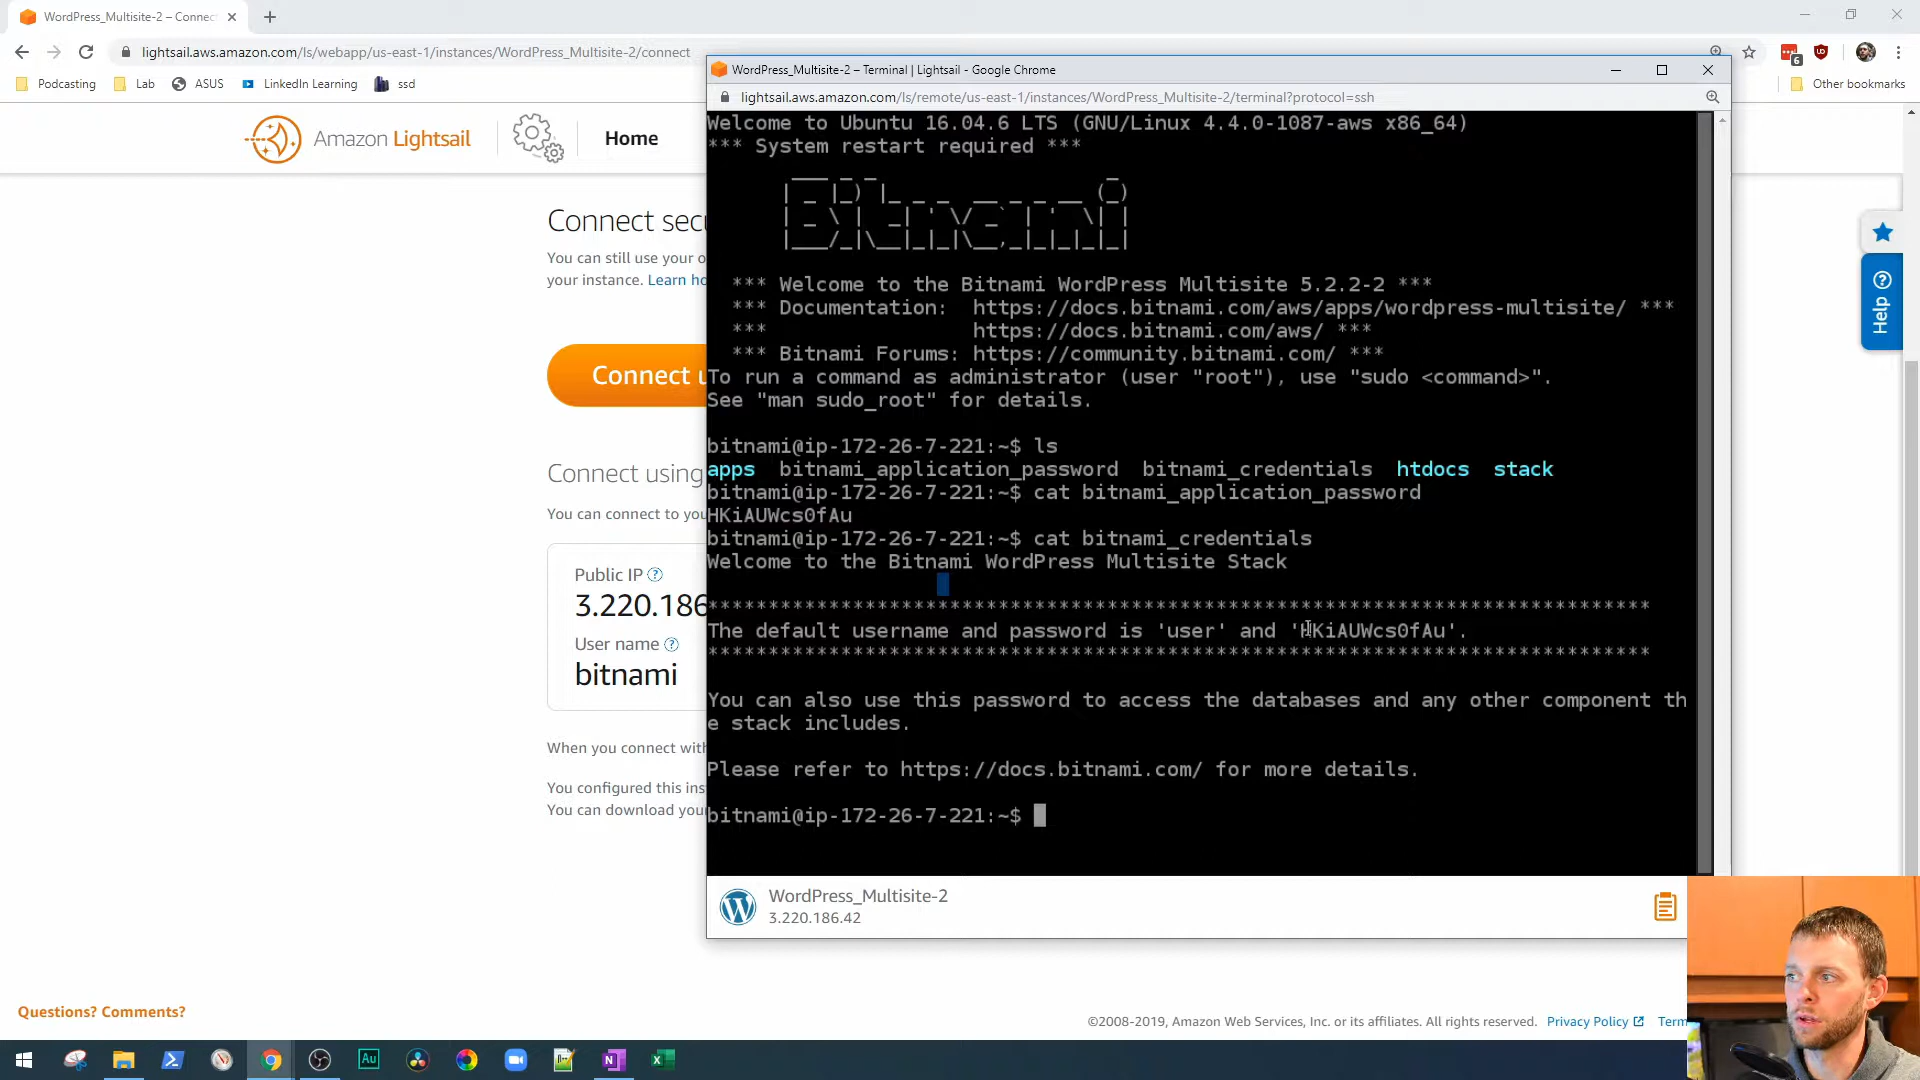 WordPress_Multisite-2 – Connect
lightsail.aws.amazon.com/ls/webapp/us-east-1/instances/WordPress_Multisite-2/connect
6
Podcasting
Lab
ASUS
LinkedIn Learning
ssd
Other bookmarks
Amazon Lightsail
Home
Connect
You can still use your
your instance. Learn
Connect
Connect using
You can connect to
Public IP ?
3.220.186
User name ?
bitnami
When you connect
You configured this
You can download
Questions? Comments?
©2008-2019, Amazon Web Services, Inc. or its affiliates. All rights reserved.
Privacy Policy
Help ?
WordPress_Multisite-2 – Terminal | Lightsail - Google Chrome
lightsail.aws.amazon.com/ls/remote/us-east-1/instances/WordPress_Multisite-2/terminal?protocol=ssh
Welcome to Ubuntu 16.04.6 LTS (GNU/Linux 4.4.0-1087-aws x86_64)
*** System restart required ***
Bitnami
*** Welcome to the Bitnami WordPress Multisite 5.2.2-2 ***
*** Documentation: https://docs.bitnami.com/aws/apps/wordpress-multisite/ ***
*** https://docs.bitnami.com/aws/ ***
*** Bitnami Forums: https://community.bitnami.com/ ***
To run a command as administrator (user "root"), use "sudo <command>".
See "man sudo_root" for details.
bitnami@ip-172-26-7-221:~$ ls
apps bitnami_application_password bitnami_credentials htdocs stack
bitnami@ip-172-26-7-221:~$ cat bitnami_application_password
HKiAUWcs0fAu
bitnami@ip-172-26-7-221:~$ cat bitnami_credentials
Welcome to the Bitnami WordPress Multisite Stack
******************************************************************************
The default username and password is 'user' and 'HKiAUWcs0fAu'.
******************************************************************************
You can also use this password to access the databases and any other component th
e stack includes.
Please refer to https://docs.bitnami.com/ for more details.
bitnami@ip-172-26-7-221:~$
WordPress_Multisite-2
3.220.186.42
Au
N